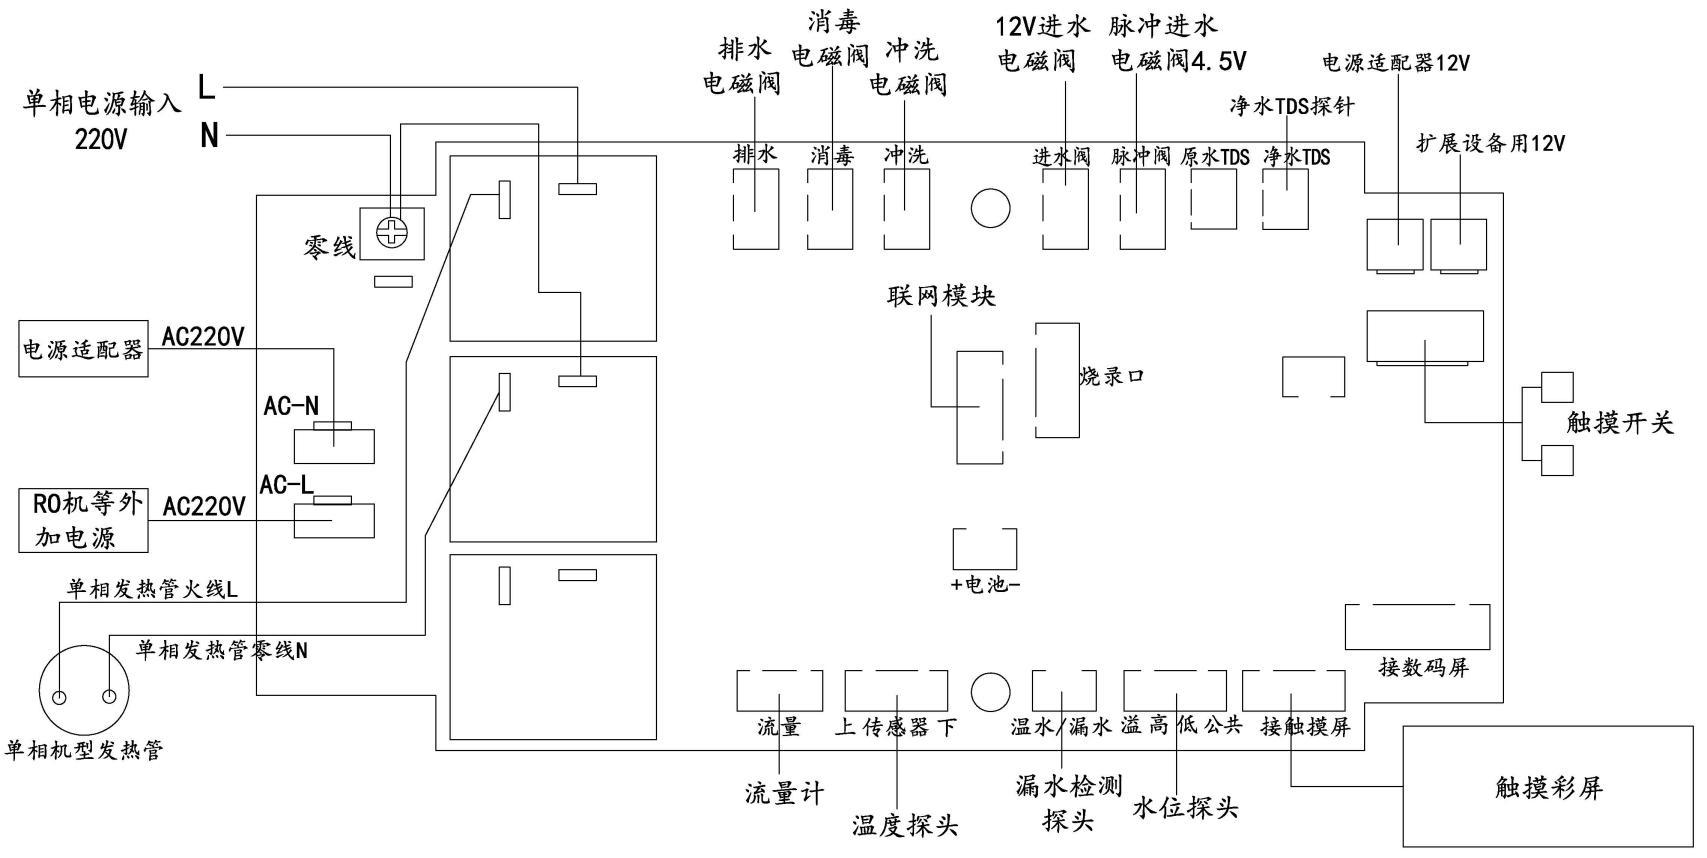 消毒
电磁阀
排水
电磁阀
冲洗
电磁阀
12V进水
电磁阀
脉冲进水
电磁阀4.5V
电源适配器12V
净水TDS探针
扩展设备用12V
单相电源输入
220V
L
N
排水
消毒
冲洗
进水阀
脉冲阀
原水TDS
净水TDS
零线
联网模块
烧录口
电源适配器
AC220V
AC-N
触摸开关
AC-L
RO机等外
加电源
AC220V
+电池-
单相发热管火线L
单相发热管零线N
单相机型发热管
接数码屏
流量
上 传感器 下
温水/漏水
溢 高 低 公共
接触摸屏
流量计
温度探头
漏水检测
探头
水位探头
触摸彩屏